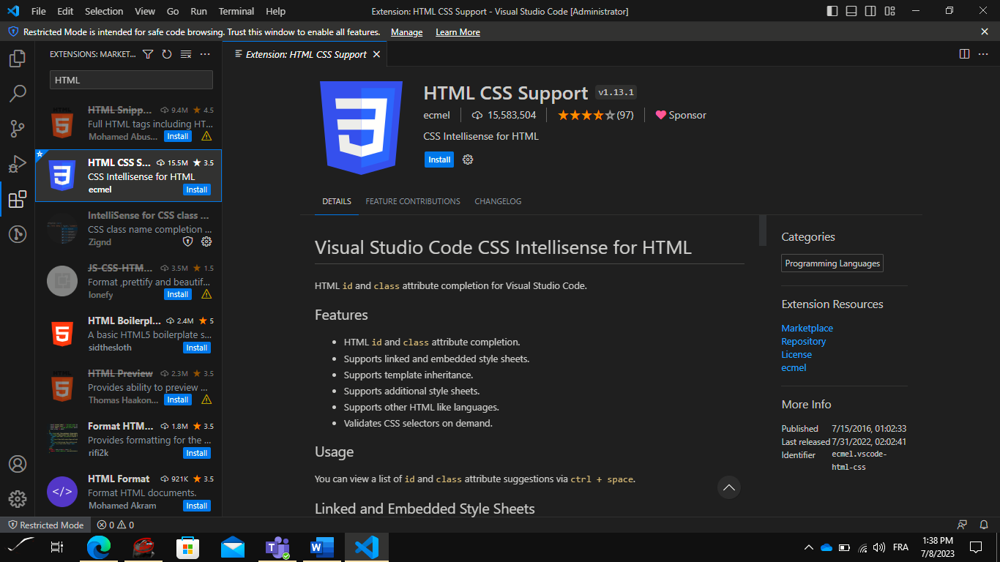 File Edit Selection View Go Run Terminal Help
Extension: HTML CSS Support - Visual Studio Code [Administrator]
Restricted Mode is intended for safe code browsing. Trust this window to enable all features. Manage Learn More
EXTENSIONS: MARKET...
HTML
HTML Snipp... 9.4M 4.5
Full HTML tags including HT...
Mohamed Abus... Install
HTML CSS S... 15.5M 3.5
CSS Intellisense for HTML
ecmel Install
IntelliSense for CSS class ...
CSS class name completion ...
Zignd
JS-CSS-HTM... 3.5M 1.5
Format ,prettify and beautif...
lonefy Install
HTML Boilerpl... 2.4M 5
A basic HTML5 boilerplate s...
sidthesloth Install
HTML Preview 2.3M 3.5
Provides ability to preview ...
Thomas Haakon... Install
Format HTM... 1.8M 3.5
Provides formatting for the ...
rifi2k Install
HTML Format 921K 3.5
Format HTML documents.
Mohamed Akram Install
Extension: HTML CSS Support
HTML CSS Support v1.13.1
ecmel 15,583,504 (97) Sponsor
CSS Intellisense for HTML
Install
DETAILS FEATURE CONTRIBUTIONS CHANGELOG
Visual Studio Code CSS Intellisense for HTML
HTML id and class attribute completion for Visual Studio Code.
Features
• HTML id and class attribute completion.
• Supports linked and embedded style sheets.
• Supports template inheritance.
• Supports additional style sheets.
• Supports other HTML like languages.
• Validates CSS selectors on demand.
Usage
You can view a list of id and class attribute suggestions via ctrl + space.
Linked and Embedded Style Sheets
Categories
Programming Languages
Extension Resources
Marketplace
Repository
License
ecmel
More Info
Published 7/15/2016, 01:02:33
Last released 7/31/2022, 02:02:41
Identifier ecmel.vscode-
html-css
Restricted Mode 0 0
FRA
1:38 PM
7/8/2023